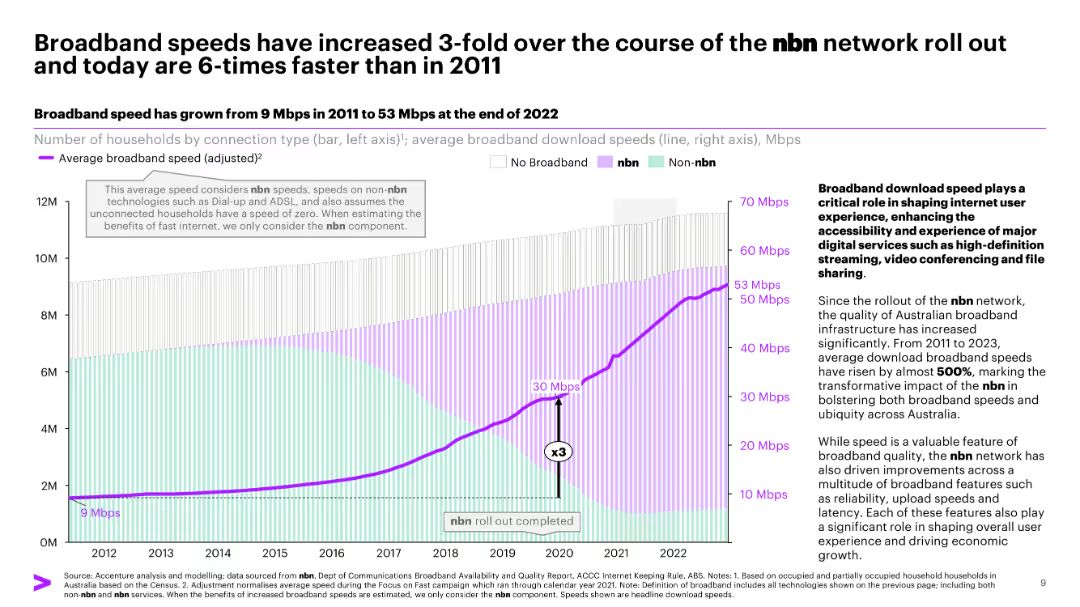 Broadband speeds have increased 3-fold over the course of the nbn network roll out
and today are 6-times faster than in 2011
Broadband speed has grown from 9 Mbps in 2011 to 53 Mbps at the end of 2022
Number of households by connection type (bar, left axis)¹; average broadband download speeds (line, right axis), Mbps
Average broadband speed (adjusted)²
No Broadband
nbn
Non-nbn
This average speed considers nbn speeds, speeds on non-nbn
technologies such as Dial-up and ADSL, and also assumes the
unconnected households have a speed of zero. When estimating the
benefits of fast internet, we only consider the nbn component.
12M
10M
8M
6M
4M
2M
0M
70 Mbps
60 Mbps
53 Mbps
50 Mbps
40 Mbps
30 Mbps
20 Mbps
10 Mbps
30 Mbps
x3
9 Mbps
nbn roll out completed
2012
2013
2014
2015
2016
2017
2018
2019
2020
2021
2022
Broadband download speed plays a
critical role in shaping internet user
experience, enhancing the
accessibility and experience of major
digital services such as high-definition
streaming, video conferencing and file
sharing.
Since the rollout of the nbn network,
the quality of Australian broadband
infrastructure has increased
significantly. From 2011 to 2023,
average download broadband speeds
have risen by almost 500%, marking the
transformative impact of the nbn in
bolstering both broadband speeds and
ubiquity across Australia.
While speed is a valuable feature of
broadband quality, the nbn network has
also driven improvements across a
multitude of broadband features such
as reliability, upload speeds and
latency. Each of these features also play
a significant role in shaping overall user
experience and driving economic
growth.
Source: Accenture analysis and modelling; data sourced from nbn, Dept of Communications Broadband Availability and Quality Report, ACCC Internet Keeping Rule, ABS. Notes: 1. Based on occupied and partially occupied household households in
Australia based on the Census. 2. Adjustment normalises average speed during the Focus on Fast campaign which ran through calendar year 2021. Note: Definition of broadband includes all technologies shown on the previous page; including both
non-nbn and nbn services. When the benefits of increased broadband speeds are estimated, we only consider the nbn component. Speeds shown are headline download speeds.
9